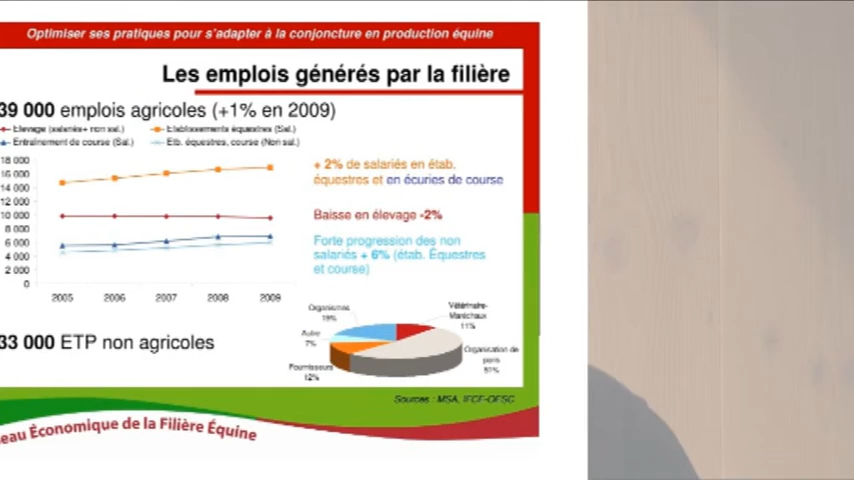 Optimiser ses pratiques pour s'adapter à la conjoncture en production équine
Les emplois générés par la filière
39 000 emplois agricoles (+1% en 2009)
Elevage (salariés+ non sal.)
Etablissements équestres (Sal.)
Entraînement de course (Sal.)
Etb. équestres, course (Non sal.)
18 000
16 000
14 000
12 000
10 000
8 000
6 000
4 000
2 000
0
2005 2006 2007 2008 2009
+ 2% de salariés en étab.
équestres et en écuries de course
Baisse en élevage -2%
Forte progression des non
salariés + 6% (étab. Équestres
et course)
33 000 ETP non agricoles
Organismes
19%
Vétérinaire-
Maréchaux
11%
Autre
7%
Organisation de
paris
51%
Fournisseurs
12%
Sources : MSA, IFCE-OESC
eau Économique de la Filière Équine